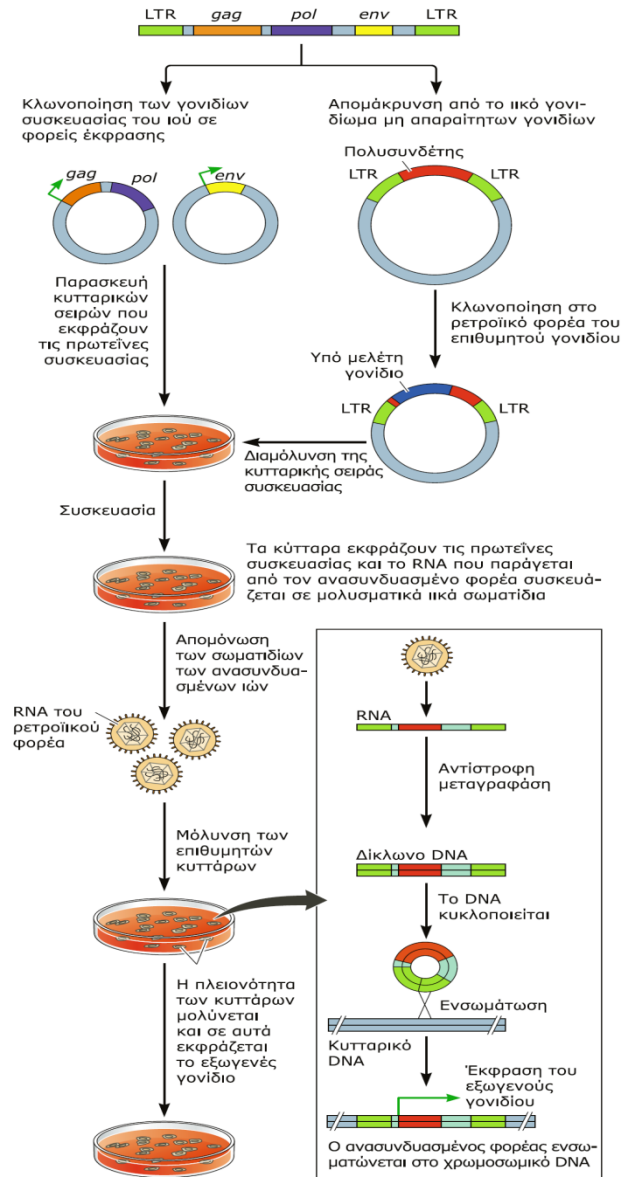 LTR gag pol env LTR
Κλωνοποίηση των γονιδίων
συσκευασίας του ιού σε
φορείς έκφρασης
Απομάκρυνση από το ιικό γονι-
δίωμα μη απαραίτητων γονιδίων
gag
pol
env
Πολυσυνδέτης
LTR
LTR
Παρασκευή
κυτταρικών
σειρών που
εκφράζουν
τις πρωτεΐνες
συσκευασίας
Κλωνοποίηση στο
ρετροϊκό φορέα του
επιθυμητού γονιδίου
Υπό μελέτη
γονίδιο
LTR
LTR
Διαμόλυνση της
κυτταρικής σειράς
συσκευασίας
Συσκευασία
Τα κύτταρα εκφράζουν τις πρωτεΐνες
συσκευασίας και το RNA που παράγεται
από τον ανασυνδυασμένο φορέα συσκευά-
ζεται σε μολυσματικά ιικά σωματίδια
Απομόνωση
των σωματιδίων
των ανασυνδυα-
σμένων ιών
RNA του
ρετροϊικού
φορέα
Μόλυνση των
επιθυμητών
κυττάρων
Η πλειονότητα
των κυττάρων
μολύνεται
και σε αυτά
εκφράζεται
το εξωγενές
γονίδιο
RNA
Αντίστροφη
μεταγραφάση
Δίκλωνο DNA
Το DNA
κυκλοποιείται
Ενσωμάτωση
Κυτταρικό
DNA
Έκφραση του
εξωγενούς
γονιδίου
Ο ανασυνδυασμένος φορέας ενσω-
ματώνεται στο χρωμοσωμικό DNA